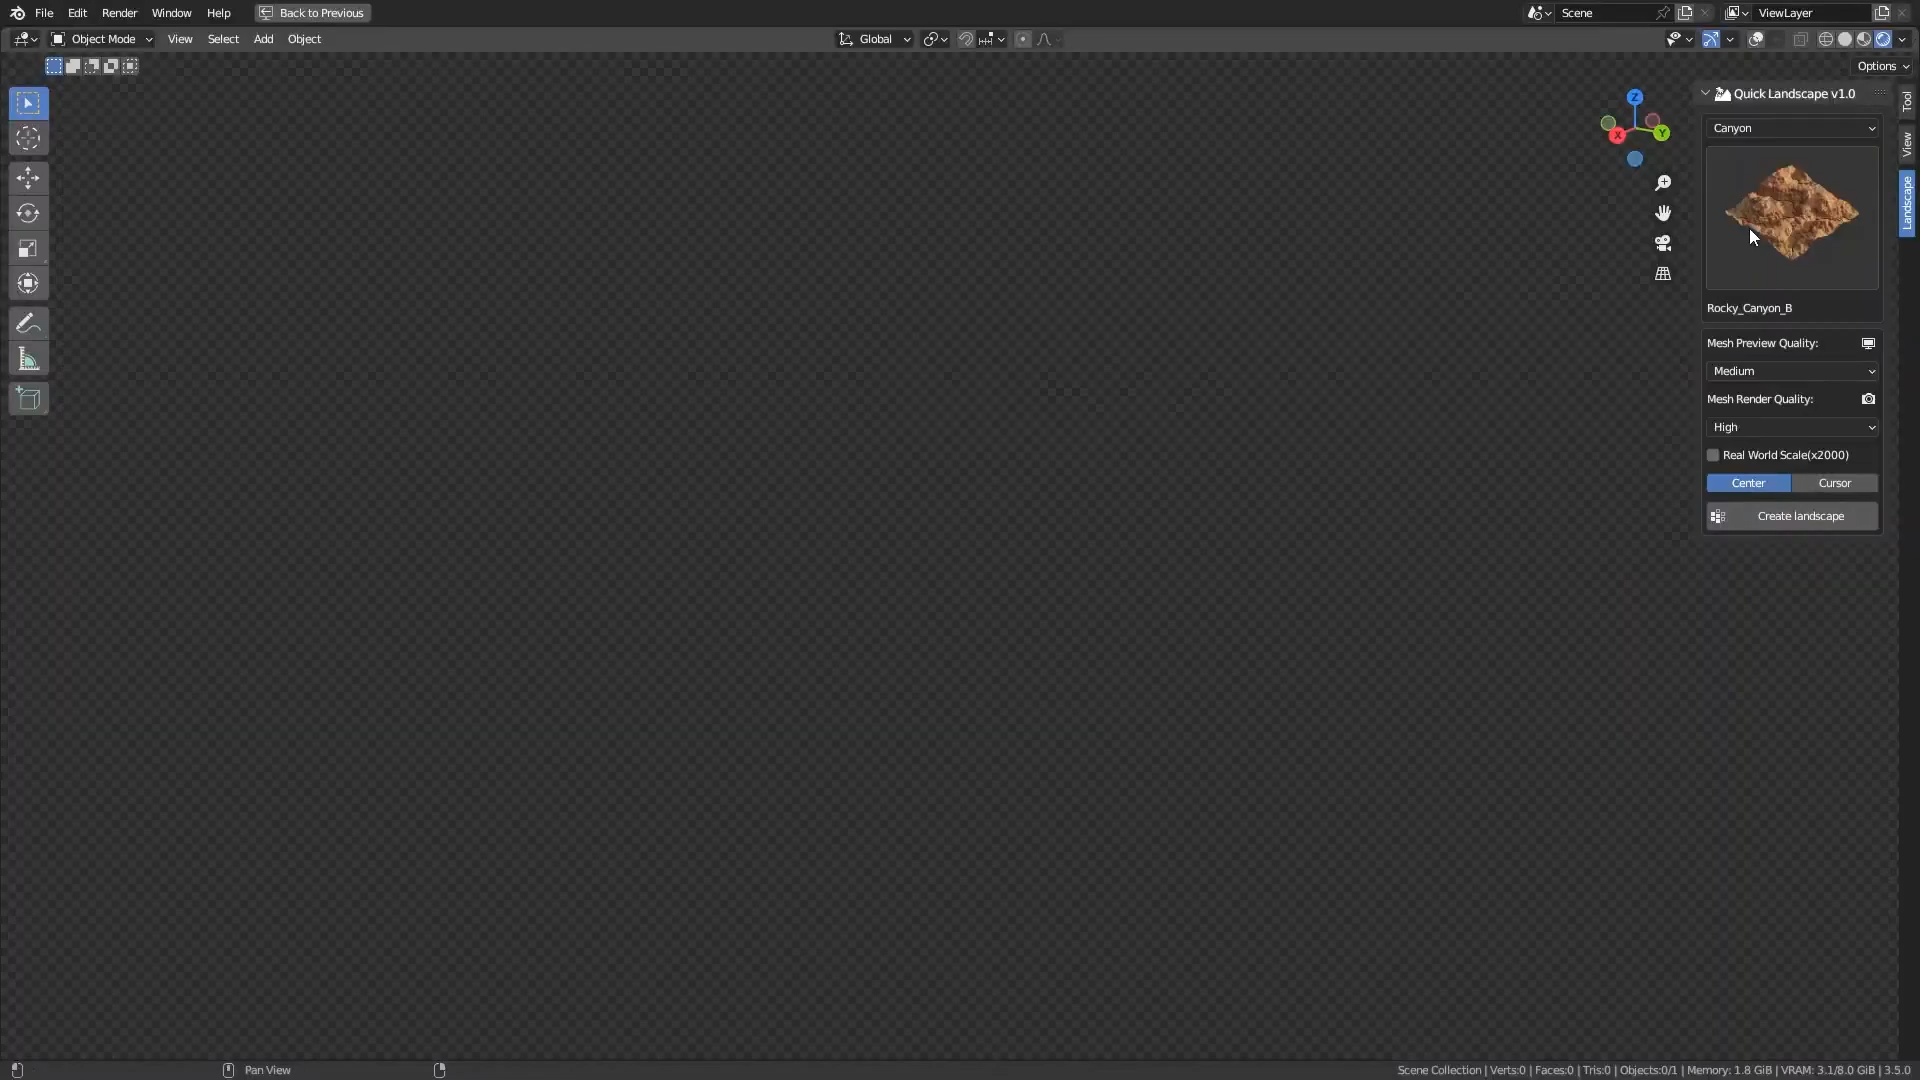 File Edit Render Window Help Back to Previous Scene ViewLayer
Object Mode View Select Add Object Global
Options
Quick Landscape v1.0
Tool
View
Landscape
Z
X Y
Canyon
Rocky_Canyon_B
Mesh Preview Quality:
Medium
Mesh Render Quality:
High
Real World Scale(x2000)
Center Cursor
Create landscape
Pan View Scene Collection | Verts:0 | Faces:0 | Tris:0 | Objects:0/1 | Memory: 1.8 GiB | VRAM: 3.1/8.0 GiB | 3.5.0